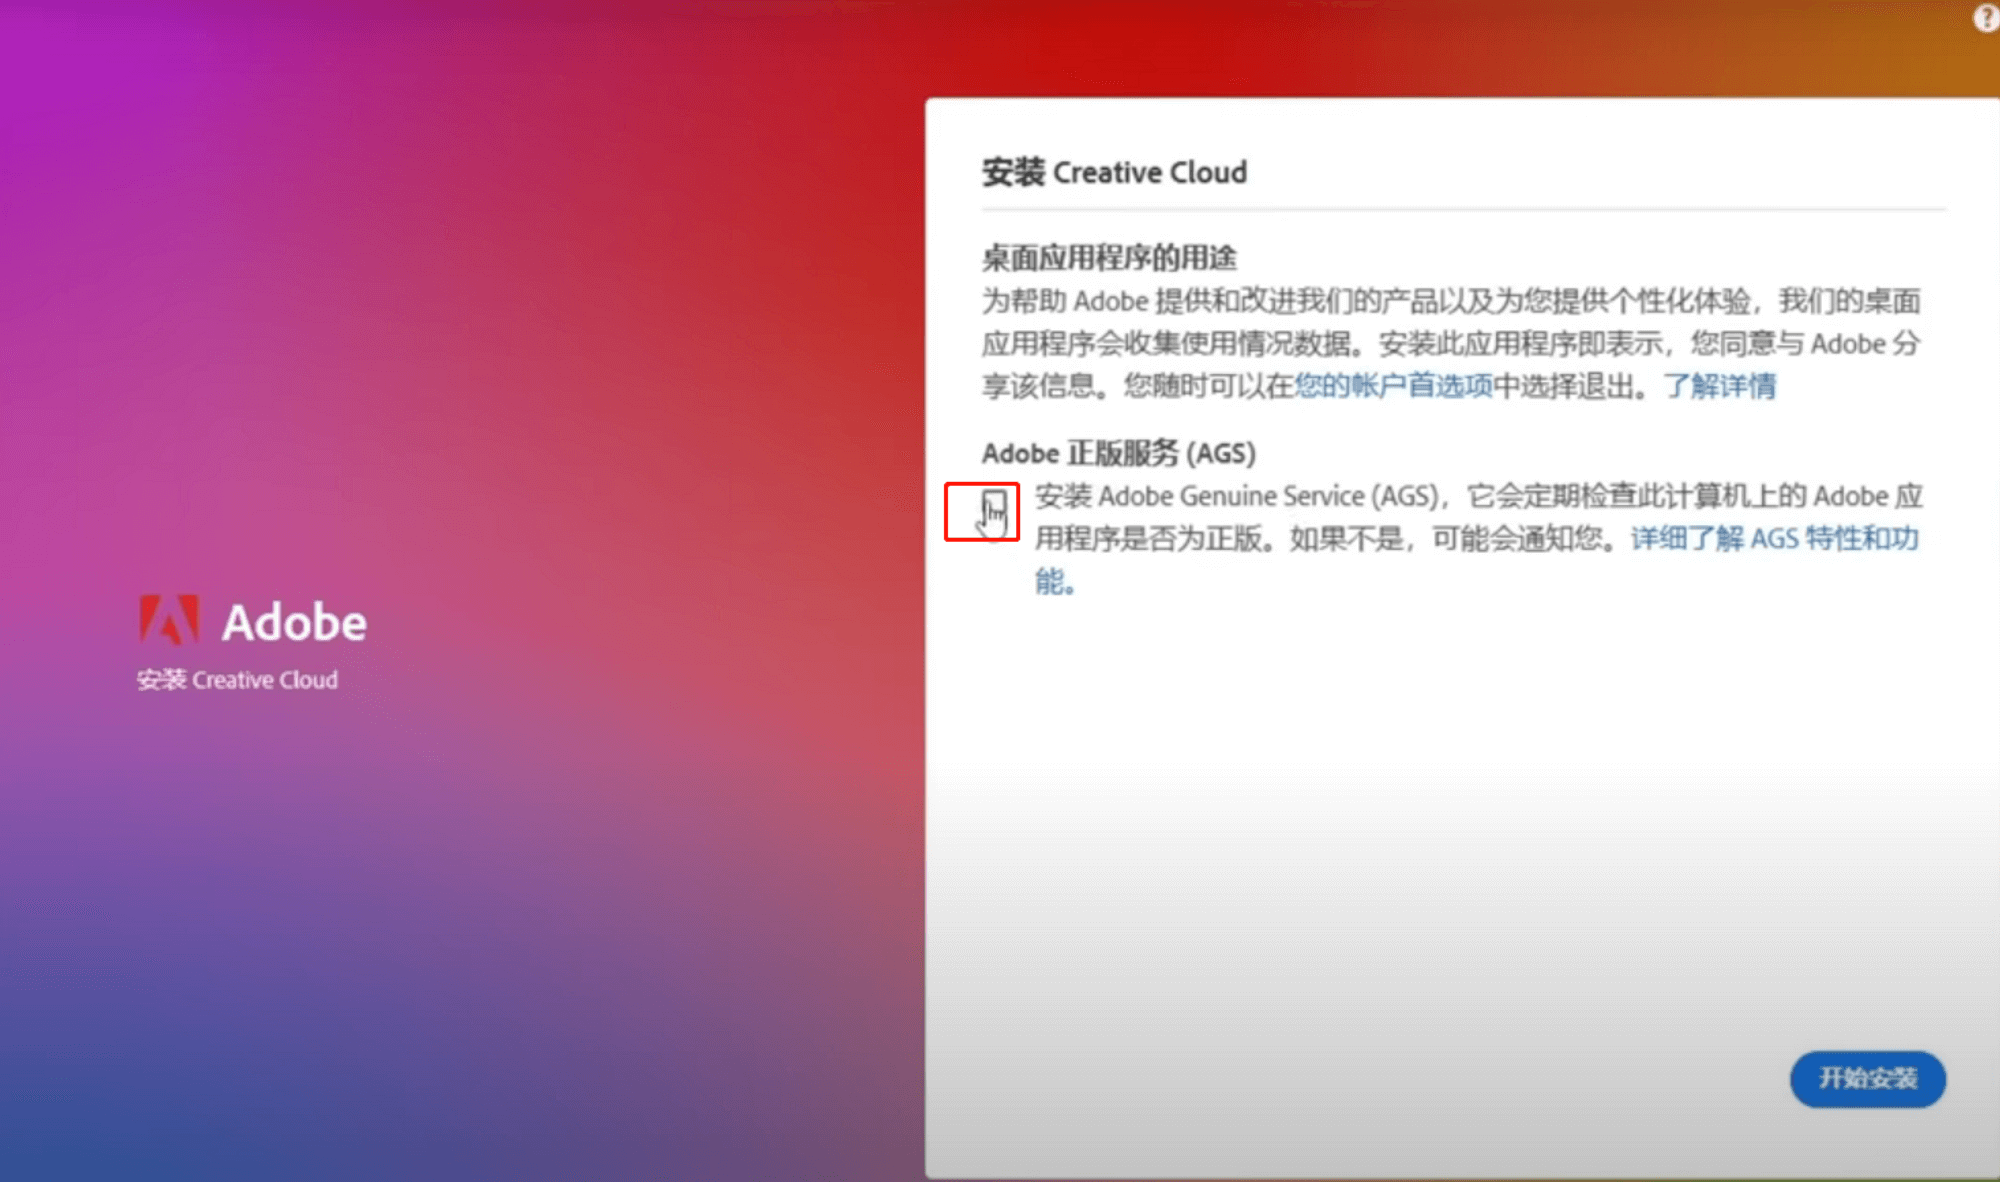 ?
安装 Creative Cloud
桌面应用程序的用途
为帮助 Adobe 提供和改进我们的产品以及为您提供个性化体验，我们的桌面
应用程序会收集使用情况数据。安装此应用程序即表示，您同意与 Adobe 分
享该信息。您随时可以在您的帐户首选项中选择退出。了解详情
Adobe 正版服务 (AGS)
安装 Adobe Genuine Service (AGS)，它会定期检查此计算机上的 Adobe 应
用程序是否为正版。如果不是，可能会通知您。详细了解 AGS 特性和功
能。
Adobe
安装 Creative Cloud
开始安装